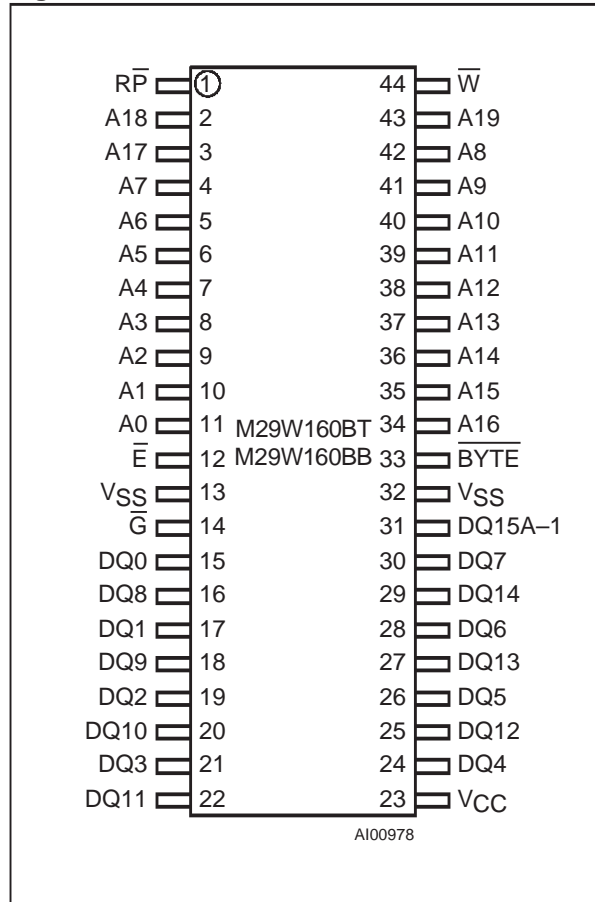 RP̅ 1 44 W̅
A18 2 43 A19
A17 3 42 A8
A7 4 41 A9
A6 5 40 A10
A5 6 39 A11
A4 7 38 A12
A3 8 37 A13
A2 9 36 A14
A1 10 35 A15
A0 11 M29W160BT 34 A16
E̅ 12 M29W160BB 33 B̅Y̅T̅E̅
VSS 13 32 VSS
G̅ 14 31 DQ15A–1
DQ0 15 30 DQ7
DQ8 16 29 DQ14
DQ1 17 28 DQ6
DQ9 18 27 DQ13
DQ2 19 26 DQ5
DQ10 20 25 DQ12
DQ3 21 24 DQ4
DQ11 22 23 VCC
AI00978